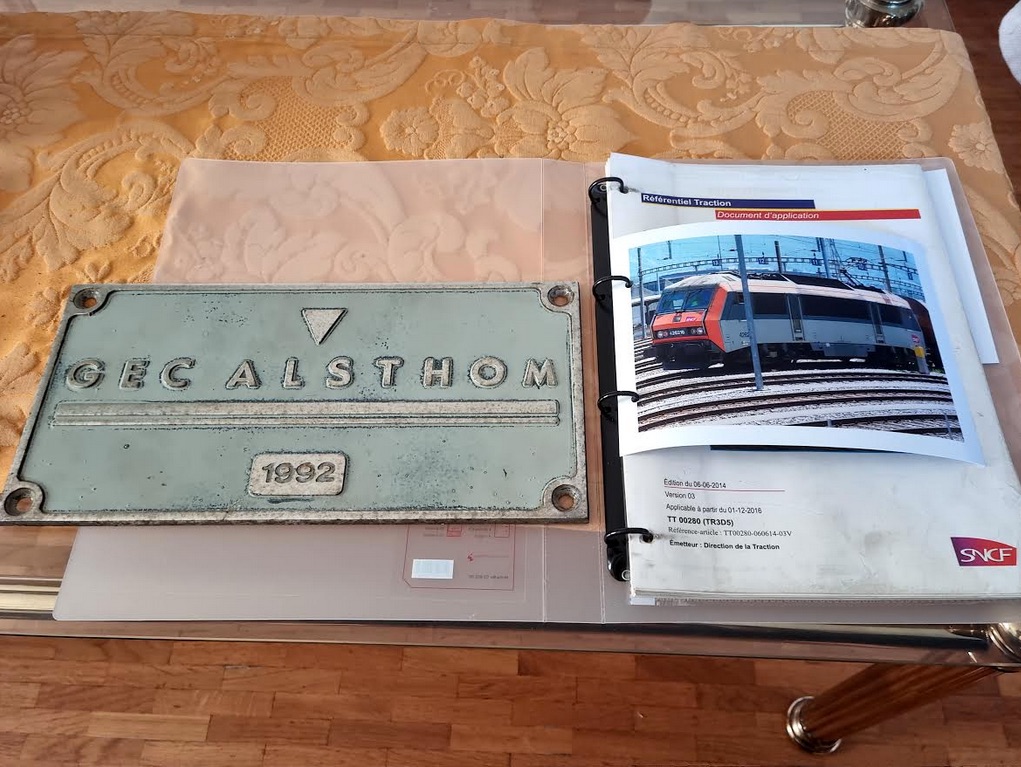 GEC ALSTHOM
1992
Référentiel Traction
Document d'application
Édition du 06-06-2014
Version 03
Applicable à partir du 01-12-2016
TT 00280 (TR3D5)
Référence-article : TT00280-060614-03V
Émetteur : Direction de la Traction
SNCF